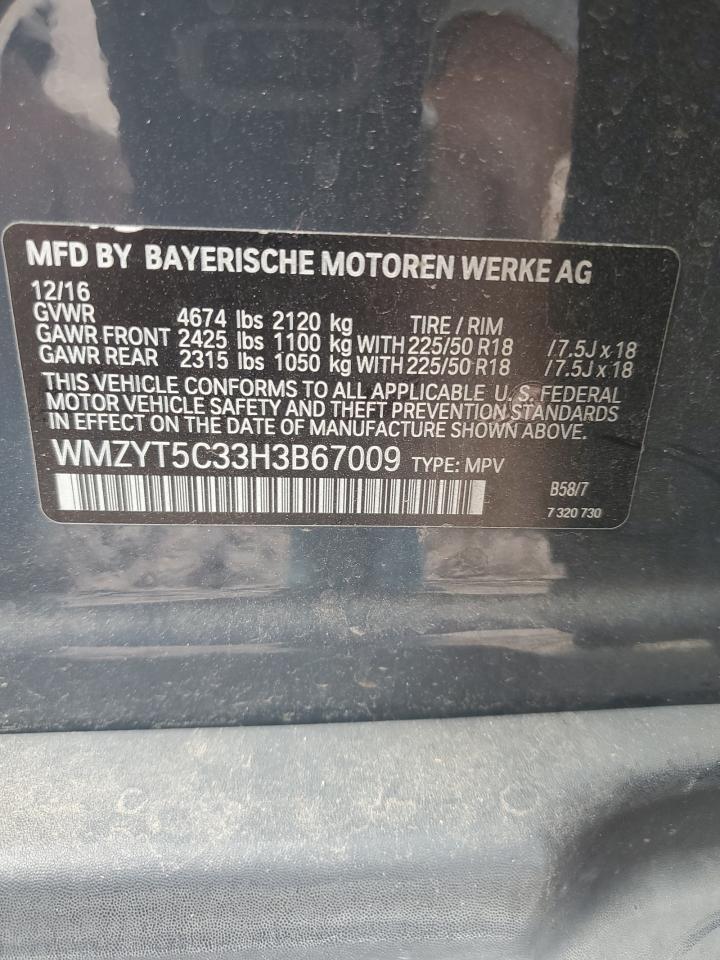 MFD BY BAYERISCHE MOTOREN WERKE AG
12/16
GVWR 4674 lbs 2120 kg TIRE / RIM
GAWR FRONT 2425 lbs 1100 kg WITH 225/50 R18 / 7.5J x 18
GAWR REAR 2315 lbs 1050 kg WITH 225/50 R18 / 7.5J x 18
THIS VEHICLE CONFORMS TO ALL APPLICABLE U. S. FEDERAL
MOTOR VEHICLE SAFETY AND THEFT PREVENTION STANDARDS
IN EFFECT ON THE DATE OF MANUFACTURE SHOWN ABOVE.
WMZYT5C33H3B67009 TYPE: MPV
B58/7
7 320 730